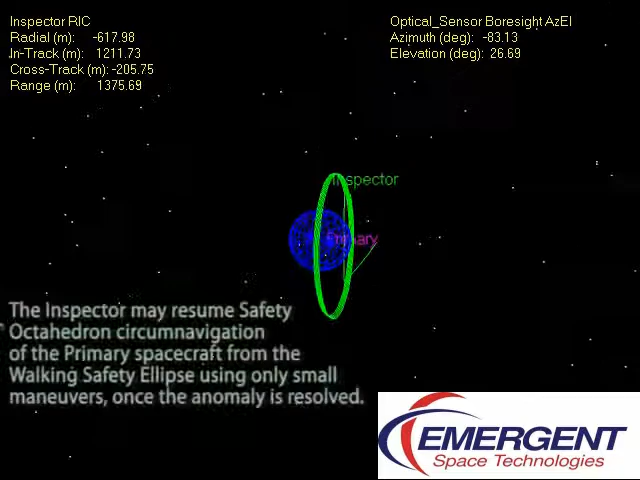 Inspector RIC
Radial (m): -617.98
In-Track (m): 1211.73
Cross-Track (m): -205.75
Range (m): 1375.69
Optical_Sensor Boresight AzEl
Azimuth (deg): -83.13
Elevation (deg): 26.69
Inspector
Primary
The Inspector may resume Safety
Octahedron circumnavigation
of the Primary spacecraft from the
Walking Safety Ellipse using only small
maneuvers, once the anomaly is resolved.
EMERGENT
Space Technologies